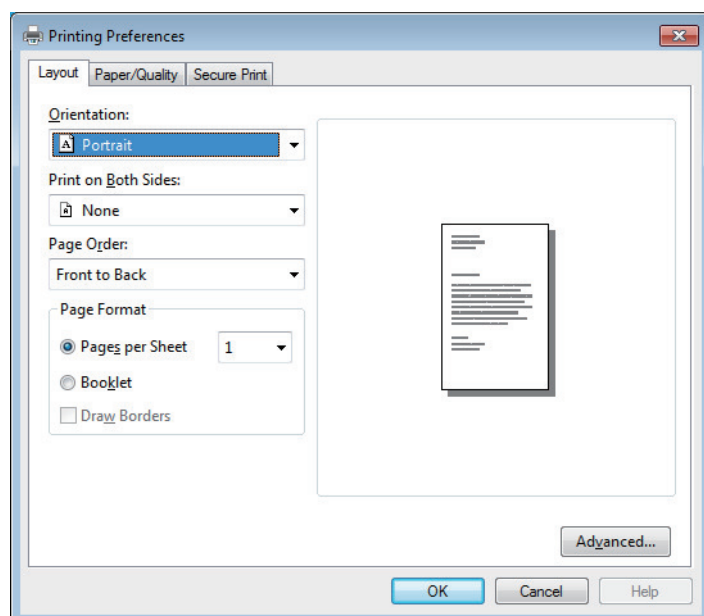 Printing Preferences
Layout Paper/Quality Secure Print
Orientation:
A Portrait
Print on Both Sides:
None
Page Order:
Front to Back
Page Format
Pages per Sheet 1
Booklet
Draw Borders
Advanced...
OK Cancel Help